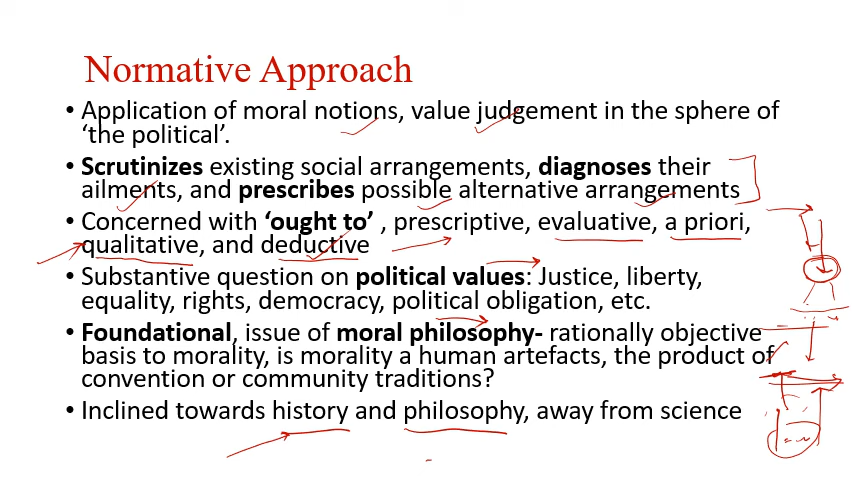 Normative Approach
• Application of moral notions, value judgement in the sphere of
‘the political’.
• Scrutinizes existing social arrangements, diagnoses their
ailments, and prescribes possible alternative arrangements
• Concerned with ‘ought to’ , prescriptive, evaluative, a priori,
qualitative, and deductive
• Substantive question on political values: Justice, liberty,
equality, rights, democracy, political obligation, etc.
• Foundational, issue of moral philosophy- rationally objective
basis to morality, is morality a human artefacts, the product of
convention or community traditions?
• Inclined towards history and philosophy, away from science